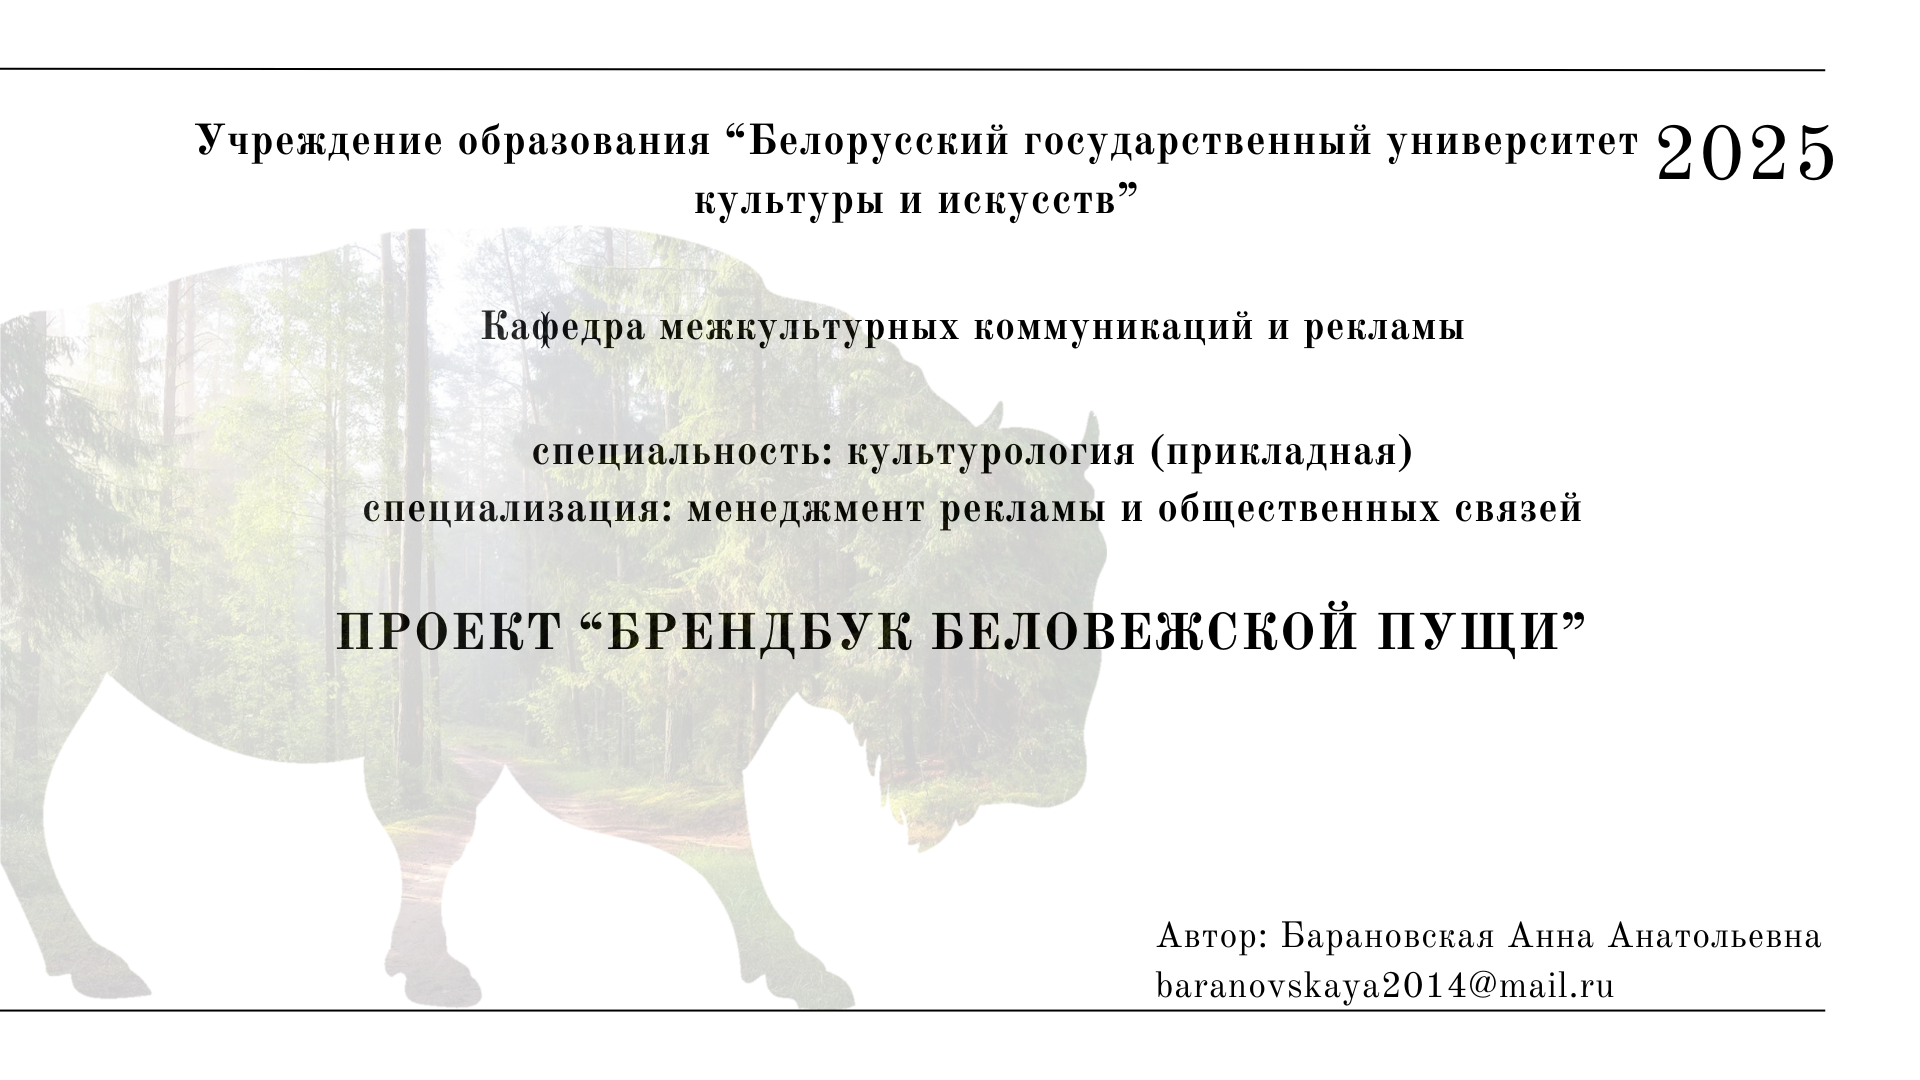 Учреждение образования “Белорусский государственный университет
культуры и искусств”
2025
Кафедра межкультурных коммуникаций и рекламы
специальность: культурология (прикладная)
специализация: менеджмент рекламы и общественных связей
ПРОЕКТ “БРЕНДБУК БЕЛОВЕЖСКОЙ ПУЩИ”
Автор: Барановская Анна Анатольевна
baranovskaya2014@mail.ru